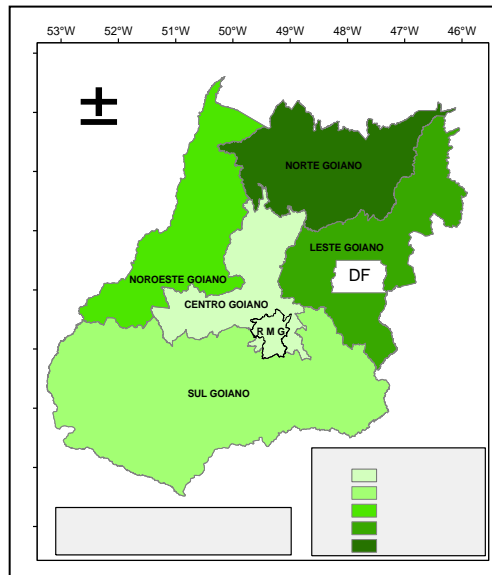 53°W 52°W 51°W 50°W 49°W 48°W 47°W 46°W
NORTE GOIANO
LESTE GOIANO
DF
NOROESTE GOIANO
CENTRO GOIANO
R M G
SUL GOIANO